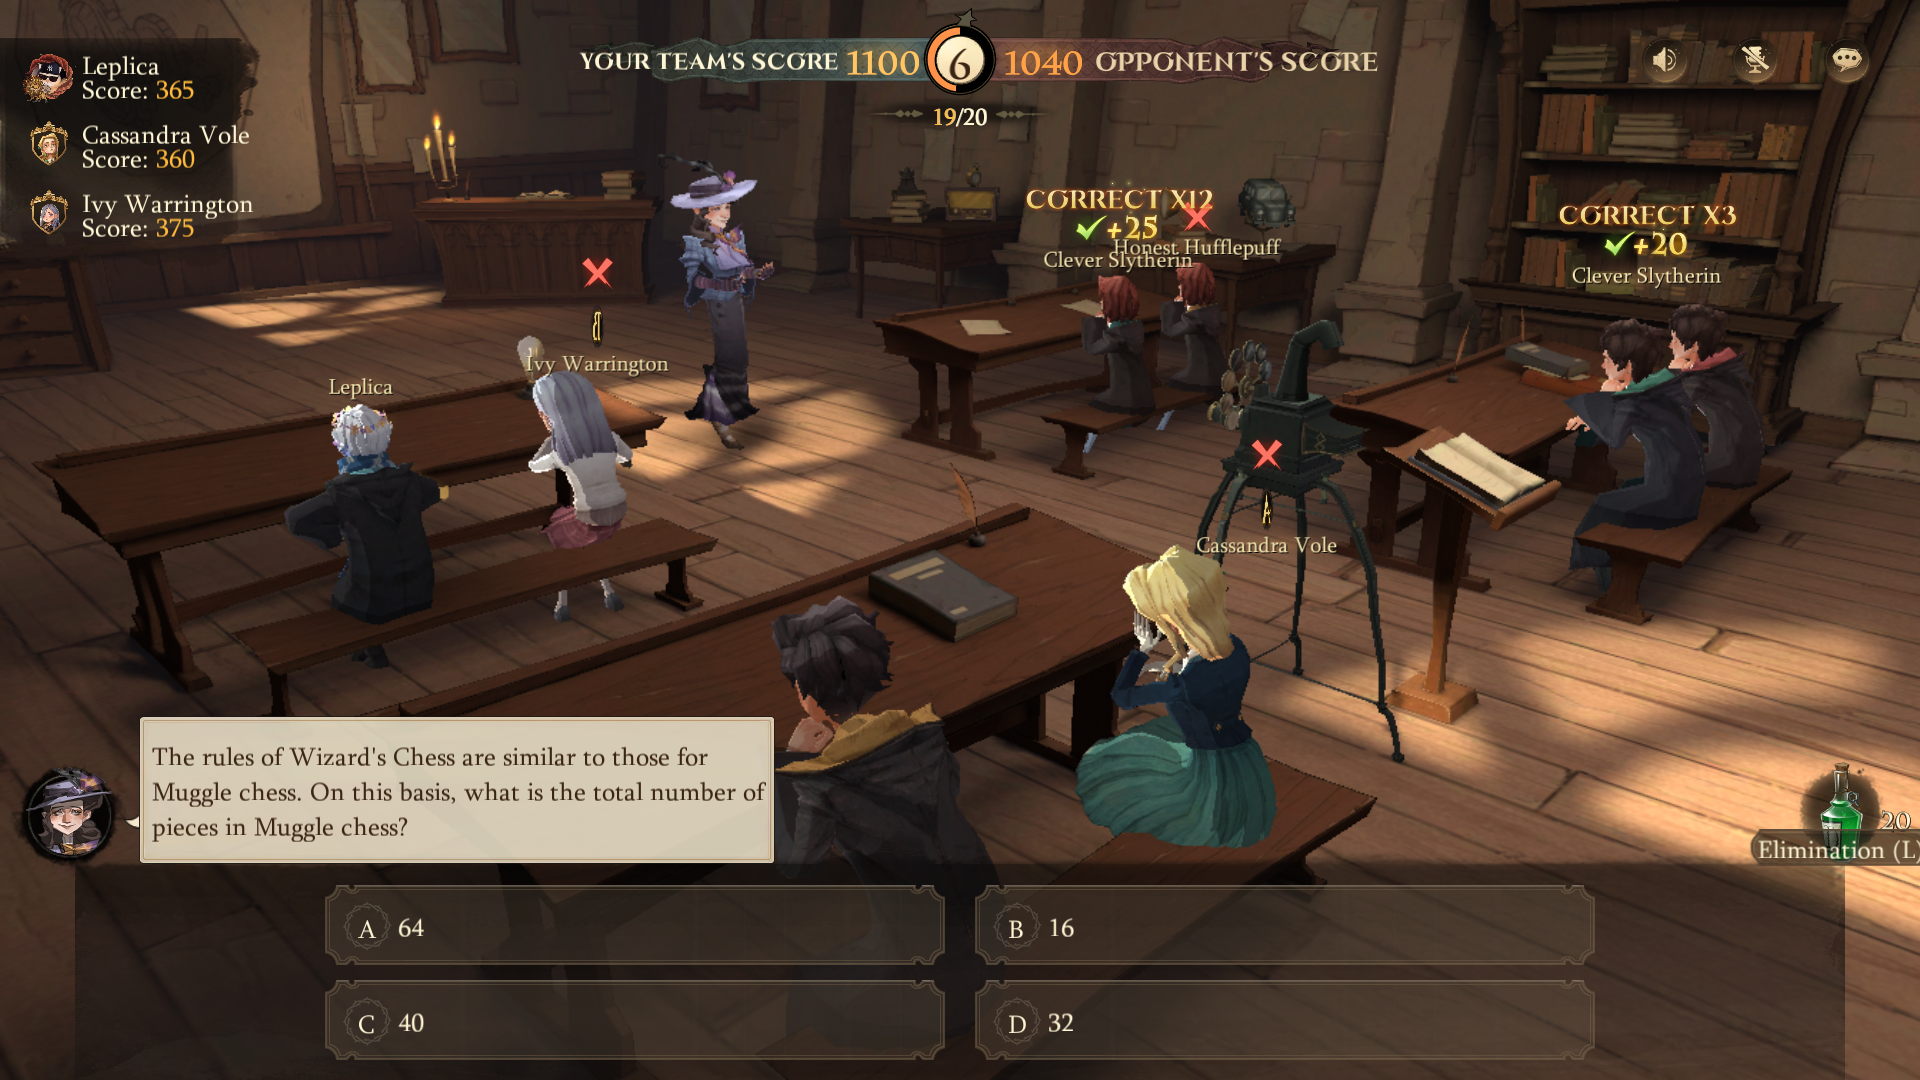 Leplica
Score: 365
Cassandra Vole
Score: 360
Ivy Warrington
Score: 375
YOUR TEAM'S SCORE 1100 6 1040 OPPONENT'S SCORE
19/20
CORRECT X12
+25
Honest Hufflepuff
Clever Slytherin
CORRECT X3
+20
Clever Slytherin
B
Ivy Warrington
Leplica
A
Cassandra Vole
The rules of Wizard's Chess are similar to those for
Muggle chess. On this basis, what is the total number of
pieces in Muggle chess?
20
Elimination (L)
A 64
B 16
C 40
D 32